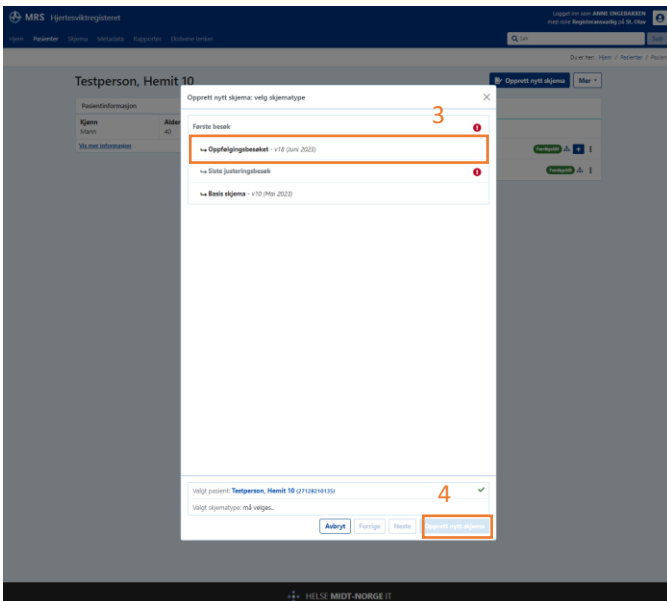 MRS Hjertesviktregisteret
Logget inn som ANNE ENGEBAKKEN
med rolle Registeransvarlig på St. Olav
Hjem Pasienter Skjema Metadata Rapporter Eksterne lenker
Søk
Søk
Du er her: Hjem / Pasienter / Pasien
Testperson, Hemit 10
Opprett nytt skjema
Mer
Pasientinformasjon
Kjønn
Mann
Alder
40
Vis mer informasjon
Opprett nytt skjema: velg skjematype
3
Første besøk
Oppfølgingsbesøket - v18 (Juni 2023)
Siste justeringsbesøk
Basis skjema - v10 (Mai 2023)
Ferdigstilt
Ferdigstilt
Valgt pasient: Testperson, Hemit 10 (27128210135)
Valgt skjematype: må velges..
4
Avbryt Forrige Neste Opprett nytt skjema
HELSE MIDT-NORGE IT